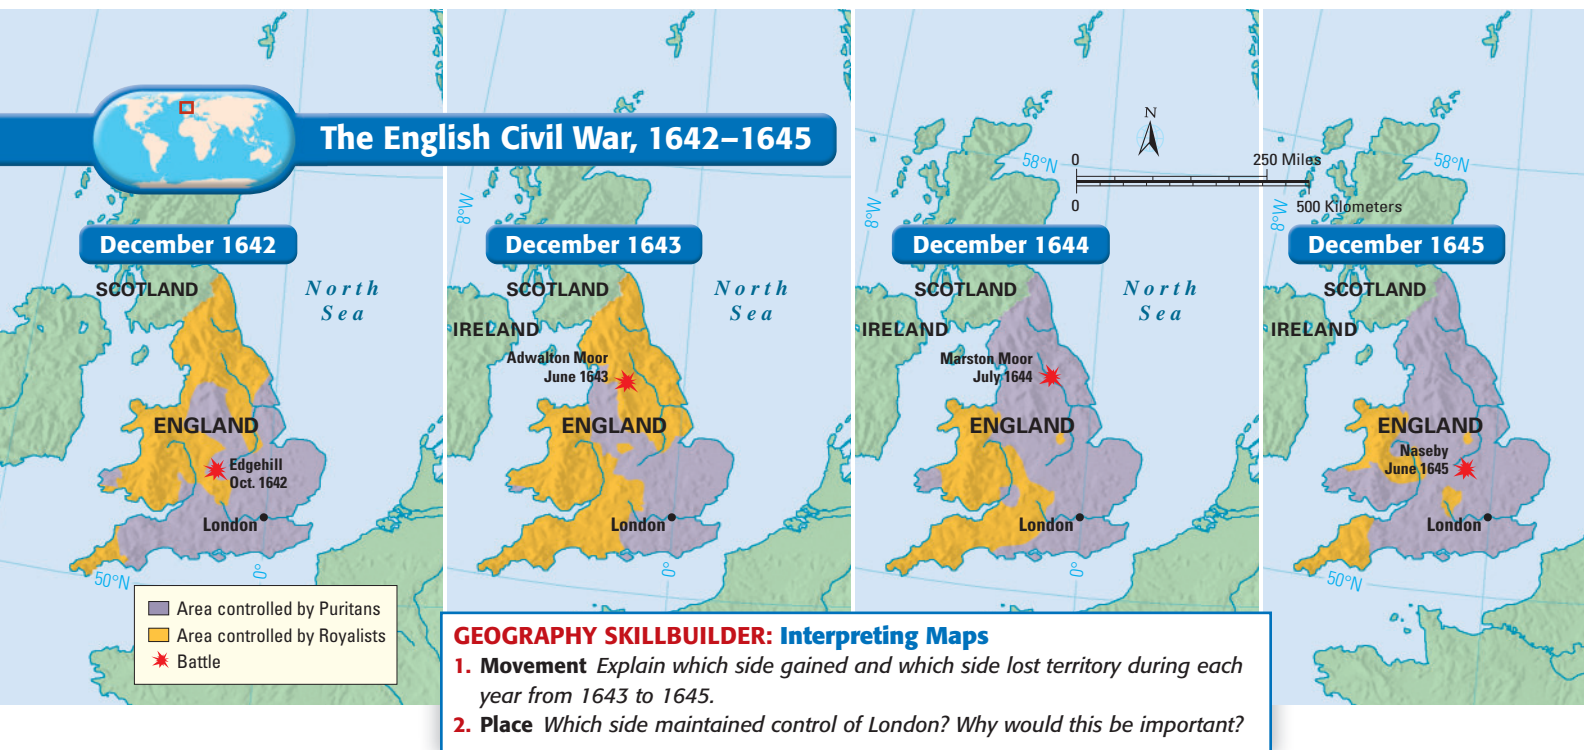 The English Civil War, 1642–1645
December 1642
SCOTLAND
North
Sea
ENGLAND
Edgehill
Oct. 1642
London
50°N
0°
Area controlled by Puritans
Area controlled by Royalists
Battle
8°W
December 1643
SCOTLAND
North
Sea
IRELAND
Adwalton Moor
June 1643
ENGLAND
London
0°
N
58°N
0 250 Miles
0 500 Kilometers
8°W
December 1644
SCOTLAND
North
Sea
IRELAND
Marston Moor
July 1644
ENGLAND
London
0°
58°N
8°W
December 1645
SCOTLAND
IRELAND
ENGLAND
Naseby
June 1645
London
50°N
GEOGRAPHY SKILLBUILDER: Interpreting Maps
1. Movement Explain which side gained and which side lost territory during each
year from 1643 to 1645.
2. Place Which side maintained control of London? Why would this be important?